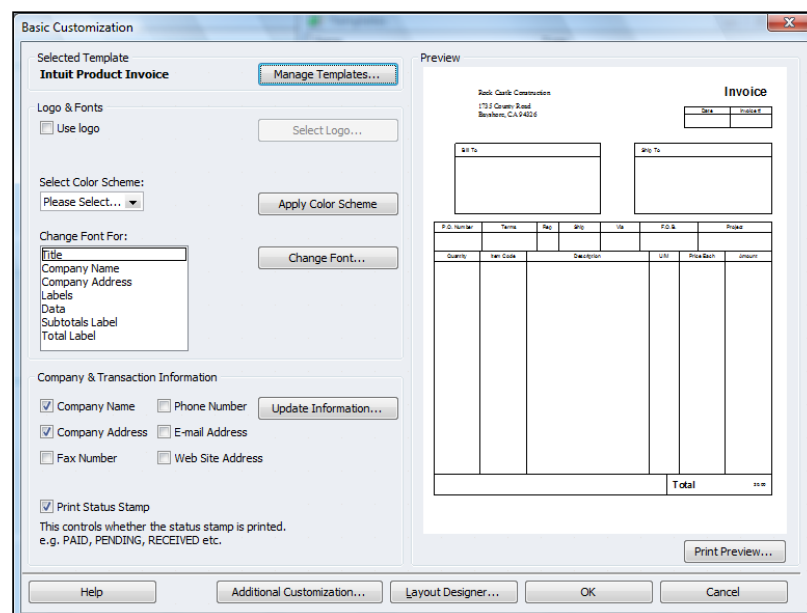 Templates
Basic Customization
Selected Template
Intuit Product Invoice
Manage Templates...
Logo & Fonts
Use logo
Select Logo...
Select Color Scheme:
Please Select...
Apply Color Scheme
Change Font For:
Title
Company Name
Company Address
Labels
Data
Subtotals Label
Total Label
Change Font...
Company & Transaction Information
Company Name Phone Number Update Information...
Company Address E-mail Address
Fax Number Web Site Address
Print Status Stamp
This controls whether the status stamp is printed.
e.g. PAID, PENDING, RECEIVED etc.
Preview
Rock Castle Construction
1735 County Road
Bayshore, CA 94326
Invoice
Date Invoice #
Bill To Ship To
P.O. Number Terms Rep Ship Via F.O.B. Project
Quantity Item Code Description U/M Price Each Amount
Total
Print Preview...
Help Additional Customization... Layout Designer... OK Cancel